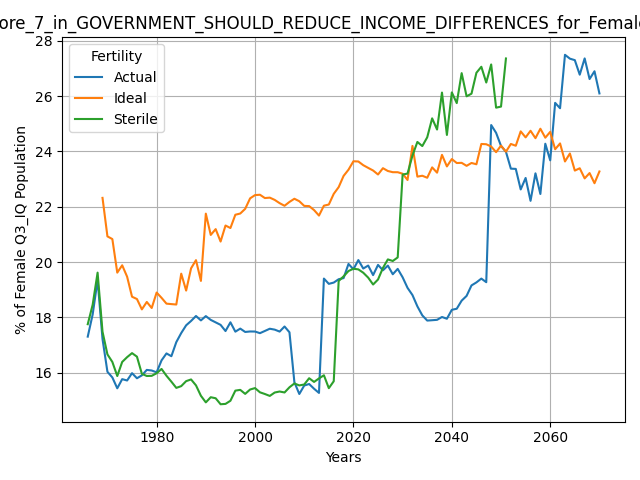 ore_7_in_GOVERNMENT_SHOULD_REDUCE_INCOME_DIFFERENCES_for_Female
Fertility
Actual
Ideal
Sterile
% of Female Q3_IQ Population
28
26
24
22
20
18
16
1980
2000
2020
2040
2060
Years